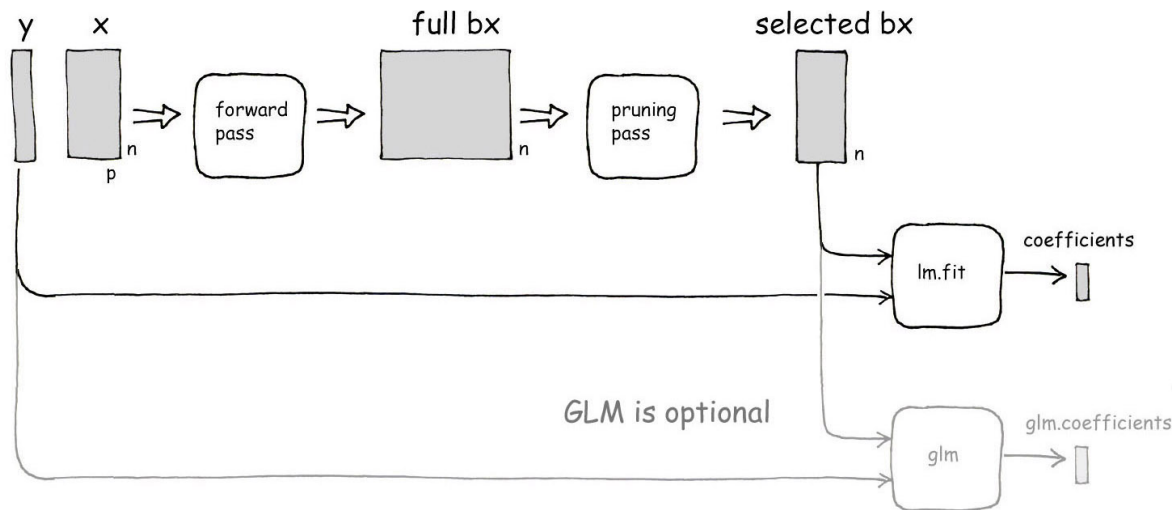 y
x
full bx
selected bx
forward
pass
pruning
pass
n
p
n
n
lm.fit
coefficients
GLM is optional
glm
glm.coefficients